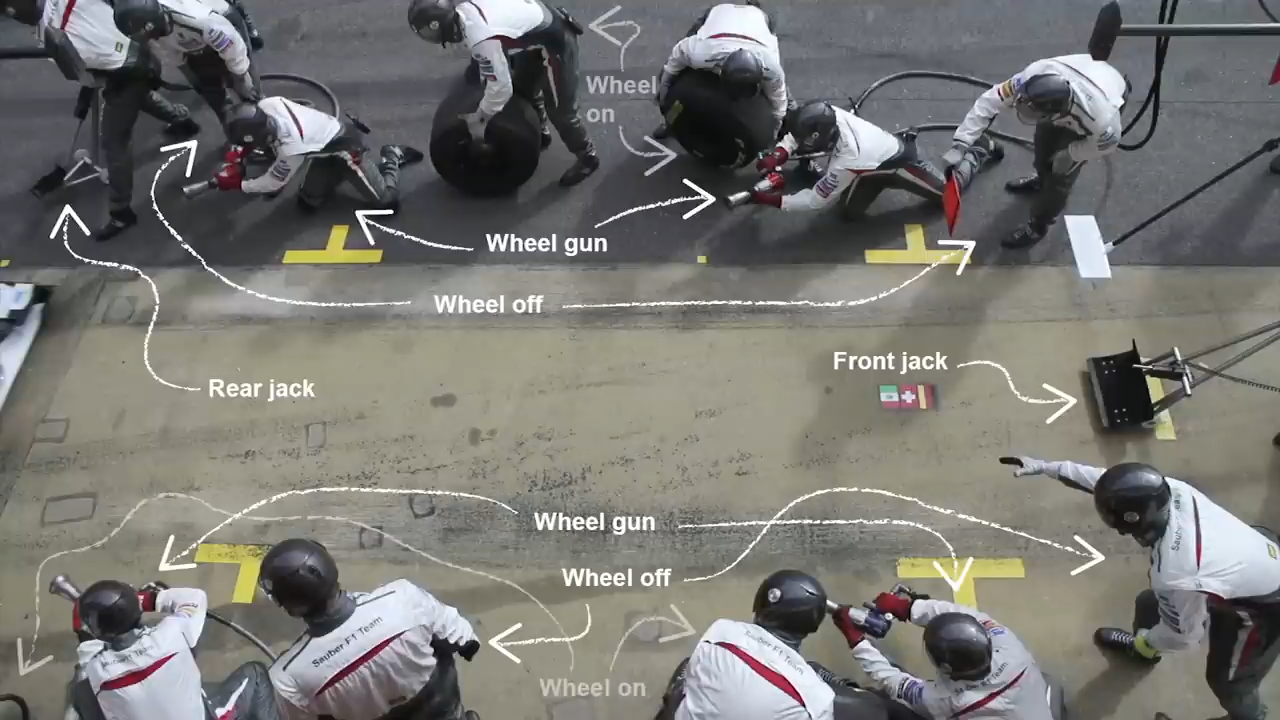 Wheel
on
Wheel gun
Wheel off
Front jack
Rear jack
Wheel gun
Wheel off
Sauber F1 Team
Wheel on